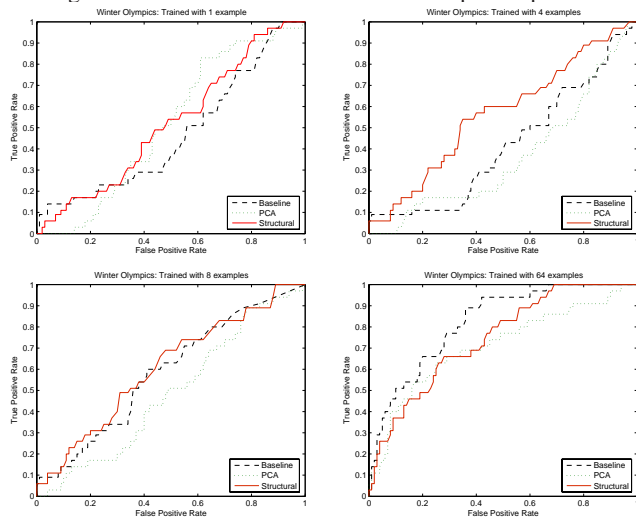 Winter Olympics: Trained with 1 example
1
0.9
0.8
0.7
0.6
0.5
0.4
0.3
0.2
0.1
0
0 0.2 0.4 0.6 0.8 1
True Positive Rate
False Positive Rate
Baseline
PCA
Structural
Winter Olympics: Trained with 4 examples
1
0.9
0.8
0.7
0.6
0.5
0.4
0.3
0.2
0.1
0
0 0.2 0.4 0.6 0.8 1
True Positive Rate
False Positive Rate
Baseline
PCA
Structural
Winter Olympics: Trained with 8 examples
1
0.9
0.8
0.7
0.6
0.5
0.4
0.3
0.2
0.1
0
0 0.2 0.4 0.6 0.8 1
True Positive Rate
False Positive Rate
Baseline
PCA
Structural
Winter Olympics: Trained with 64 examples
1
0.9
0.8
0.7
0.6
0.5
0.4
0.3
0.2
0.1
0
0 0.2 0.4 0.6 0.8 1
True Positive Rate
False Positive Rate
Baseline
PCA
Structural